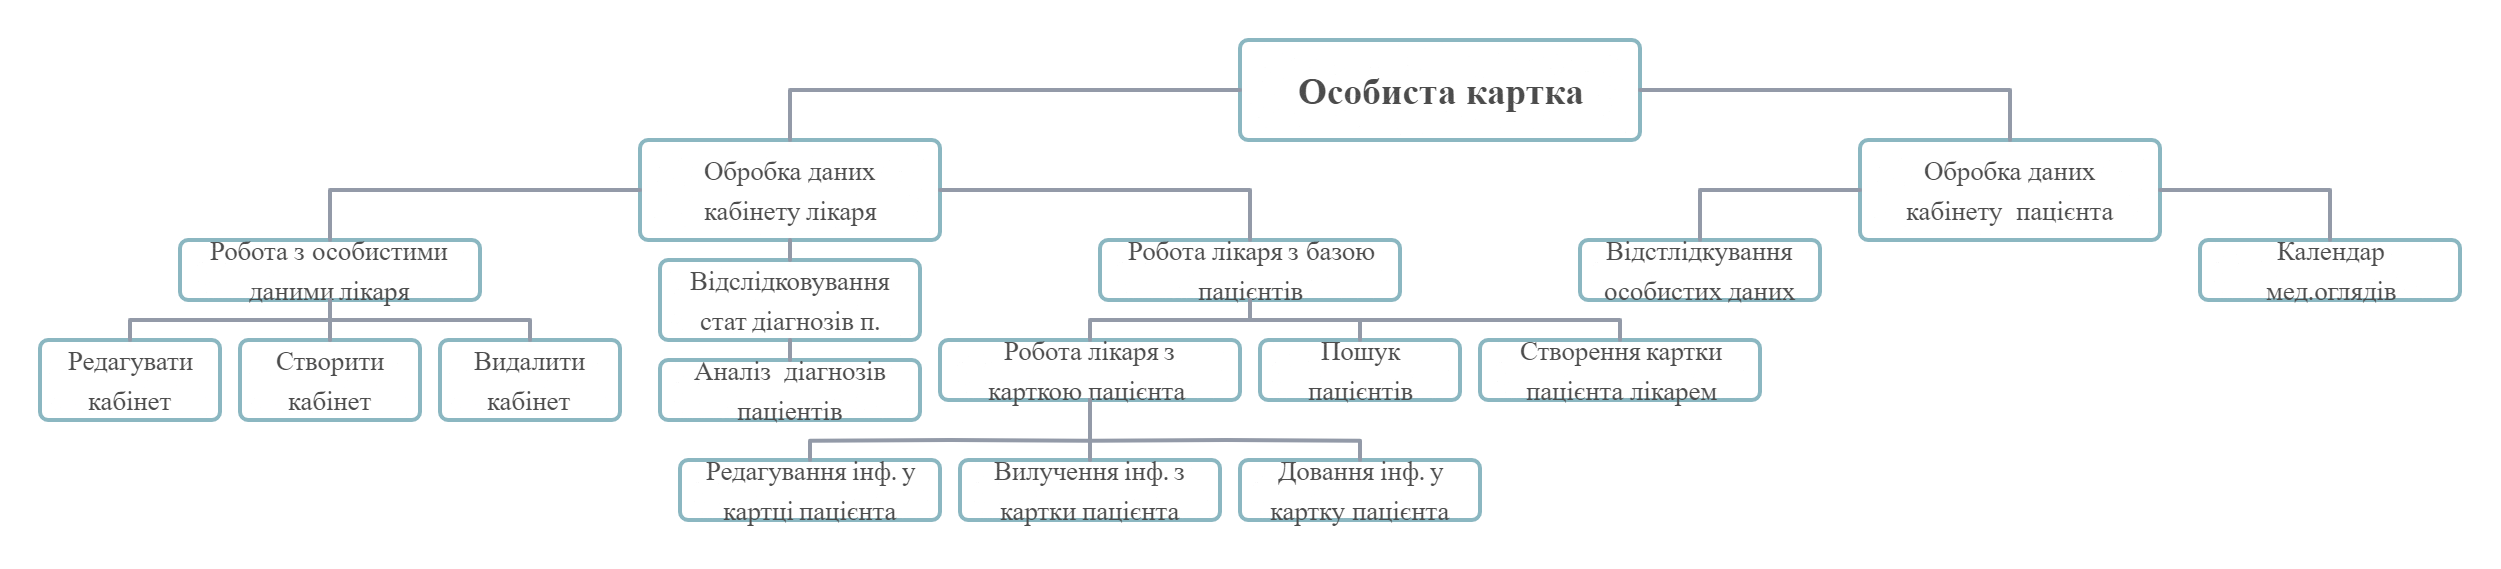 Особиста картка
Обробка даних
кабінету лікаря
Обробка даних
кабінету пацієнта
Робота з особистими
даними лікаря
Відслідковування
стат діагнозів п.
Робота лікаря з базою
пацієнтів
Відстлідкування
особистих даних
Календар
мед.оглядів
Редагувати
кабінет
Створити
кабінет
Видалити
кабінет
Аналіз діагнозів
паціентів
Робота лікаря з
карткою пацієнта
Пошук
пацієнтів
Створення картки
пацієнта лікарем
Редагування інф. у
картці пацієнта
Вилучення інф. з
картки пацієнта
Довання інф. у
картку пацієнта